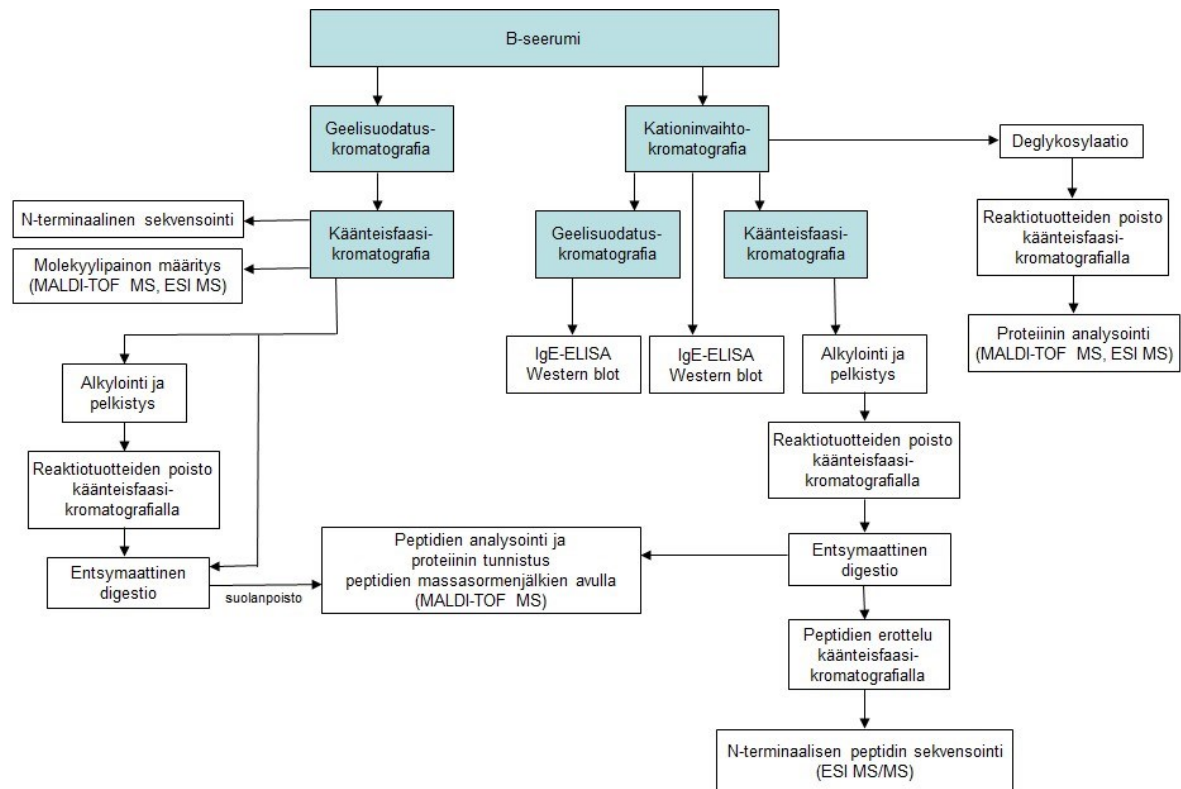 B-seerumi
Geelisuodatus-
kromatografia
Kationinvaihto-
kromatografia
Deglykosylaatio
N-terminaalinen sekvensointi
Käänteisfaasi-
kromatografia
Geelisuodatus-
kromatografia
Käänteisfaasi-
kromatografia
Reaktiotuotteiden poisto
käänteisfaasi-
kromatografialla
Molekyylipainon määritys
(MALDI-TOF MS, ESI MS)
Proteiinin analysointi
(MALDI-TOF MS, ESI MS)
IgE-ELISA
Western blot
IgE-ELISA
Western blot
Alkylointi ja
pelkistys
Alkylointi ja
pelkistys
Reaktiotuotteiden poisto
käänteisfaasi-
kromatografialla
Reaktiotuotteiden poisto
käänteisfaasi-
kromatografialla
Entsymaattinen
digestio
suolanpoisto
Peptidien analysointi ja
proteiinin tunnistus
peptidien massasormenjälkien avulla
(MALDI-TOF MS)
Entsymaattinen
digestio
Peptidien erottelu
käänteisfaasi-
kromatografialla
N-terminaalisen peptidin sekvensointi
(ESI MS/MS)